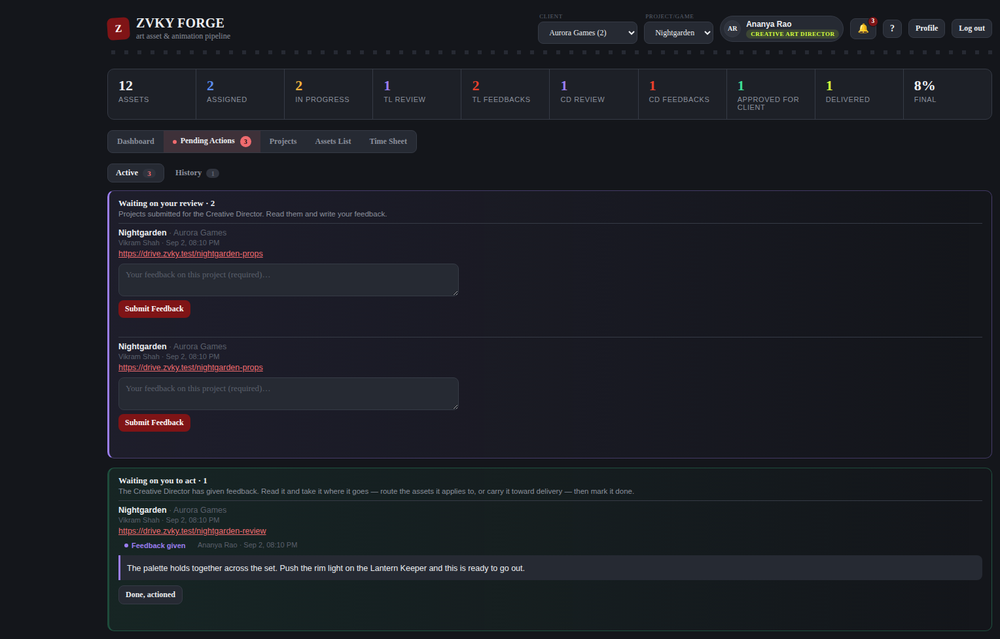 Z
ZVKY FORGE
art asset & animation pipeline
CLIENT
Aurora Games (2)
PROJECT/GAME
Nightgarden
AR
Ananya Rao
CREATIVE ART DIRECTOR
3
?
Profile
Log out
12
ASSETS
2
ASSIGNED
2
IN PROGRESS
1
TL REVIEW
2
TL FEEDBACKS
1
CD REVIEW
1
CD FEEDBACKS
1
APPROVED FOR
CLIENT
1
DELIVERED
8%
FINAL
Dashboard
Pending Actions 3
Projects
Assets List
Time Sheet
Active 3
History 1
Waiting on your review · 2
Projects submitted for the Creative Director. Read them and write your feedback.
Nightgarden · Aurora Games
Vikram Shah · Sep 2, 08:10 PM
https://drive.zvky.test/nightgarden-props
Your feedback on this project (required)…
Submit Feedback
Nightgarden · Aurora Games
Vikram Shah · Sep 2, 08:10 PM
https://drive.zvky.test/nightgarden-props
Your feedback on this project (required)…
Submit Feedback
Waiting on you to act · 1
The Creative Director has given feedback. Read it and take it where it goes — route the assets it applies to, or carry it toward delivery — then mark it done.
Nightgarden · Aurora Games
Vikram Shah · Sep 2, 08:10 PM
https://drive.zvky.test/nightgarden-review
Feedback given Ananya Rao · Sep 2, 08:10 PM
The palette holds together across the set. Push the rim light on the Lantern Keeper and this is ready to go out.
Done, actioned